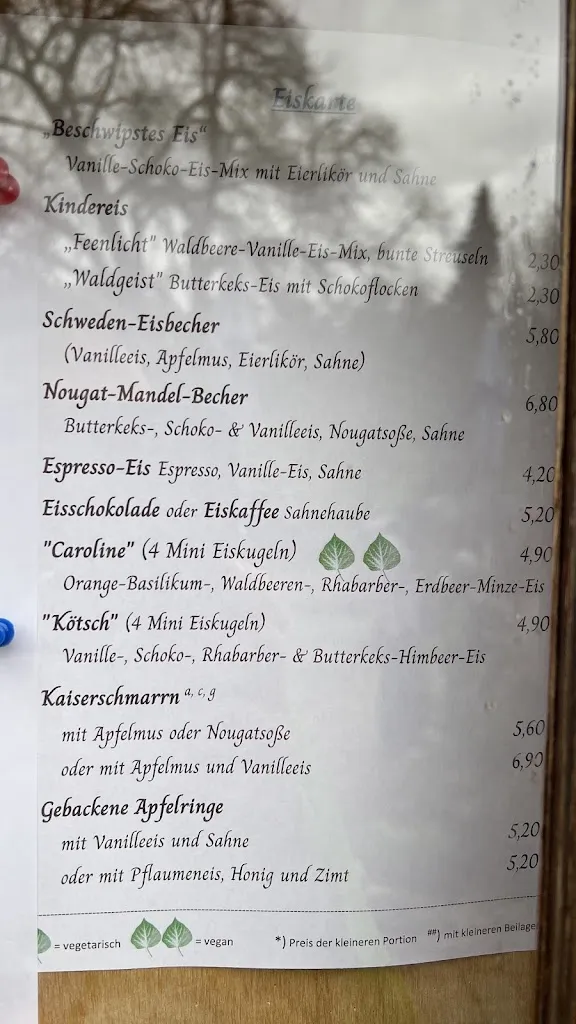 Eiskarte
„Beschwipstes Eis“
Vanille-Schoko-Eis-Mix mit Eierlikör und Sahne
Kindereis
„Feenlicht" Waldbeere-Vanille-Eis-Mix, bunte Streuseln 2,30
„Waldgeist" Butterkeks-Eis mit Schokoflocken 2,30
Schweden-Eisbecher 5,80
(Vanilleeis, Apfelmus, Eierlikör, Sahne)
Nougat-Mandel-Becher 6,80
Butterkeks-, Schoko- & Vanilleeis, Nougatsoße, Sahne
Espresso-Eis Espresso, Vanille-Eis, Sahne 4,20
Eisschokolade oder Eiskaffee Sahnehaube 5,20
"Caroline" (4 Mini Eiskugeln) 4,90
Orange-Basilikum-, Waldbeeren-, Rhabarber-, Erdbeer-Minze-Eis
"Kötsch" (4 Mini Eiskugeln) 4,90
Vanille-, Schoko-, Rhabarber- & Butterkeks-Himbeer-Eis
Kaiserschmarrn a, c, g
mit Apfelmus oder Nougatsoße 5,60
oder mit Apfelmus und Vanilleeis 6,90
Gebackene Apfelringe
mit Vanilleeis und Sahne 5,20
oder mit Pflaumeneis, Honig und Zimt 5,20
= vegetarisch = vegan *) Preis der kleineren Portion ##) mit kleineren Beilage